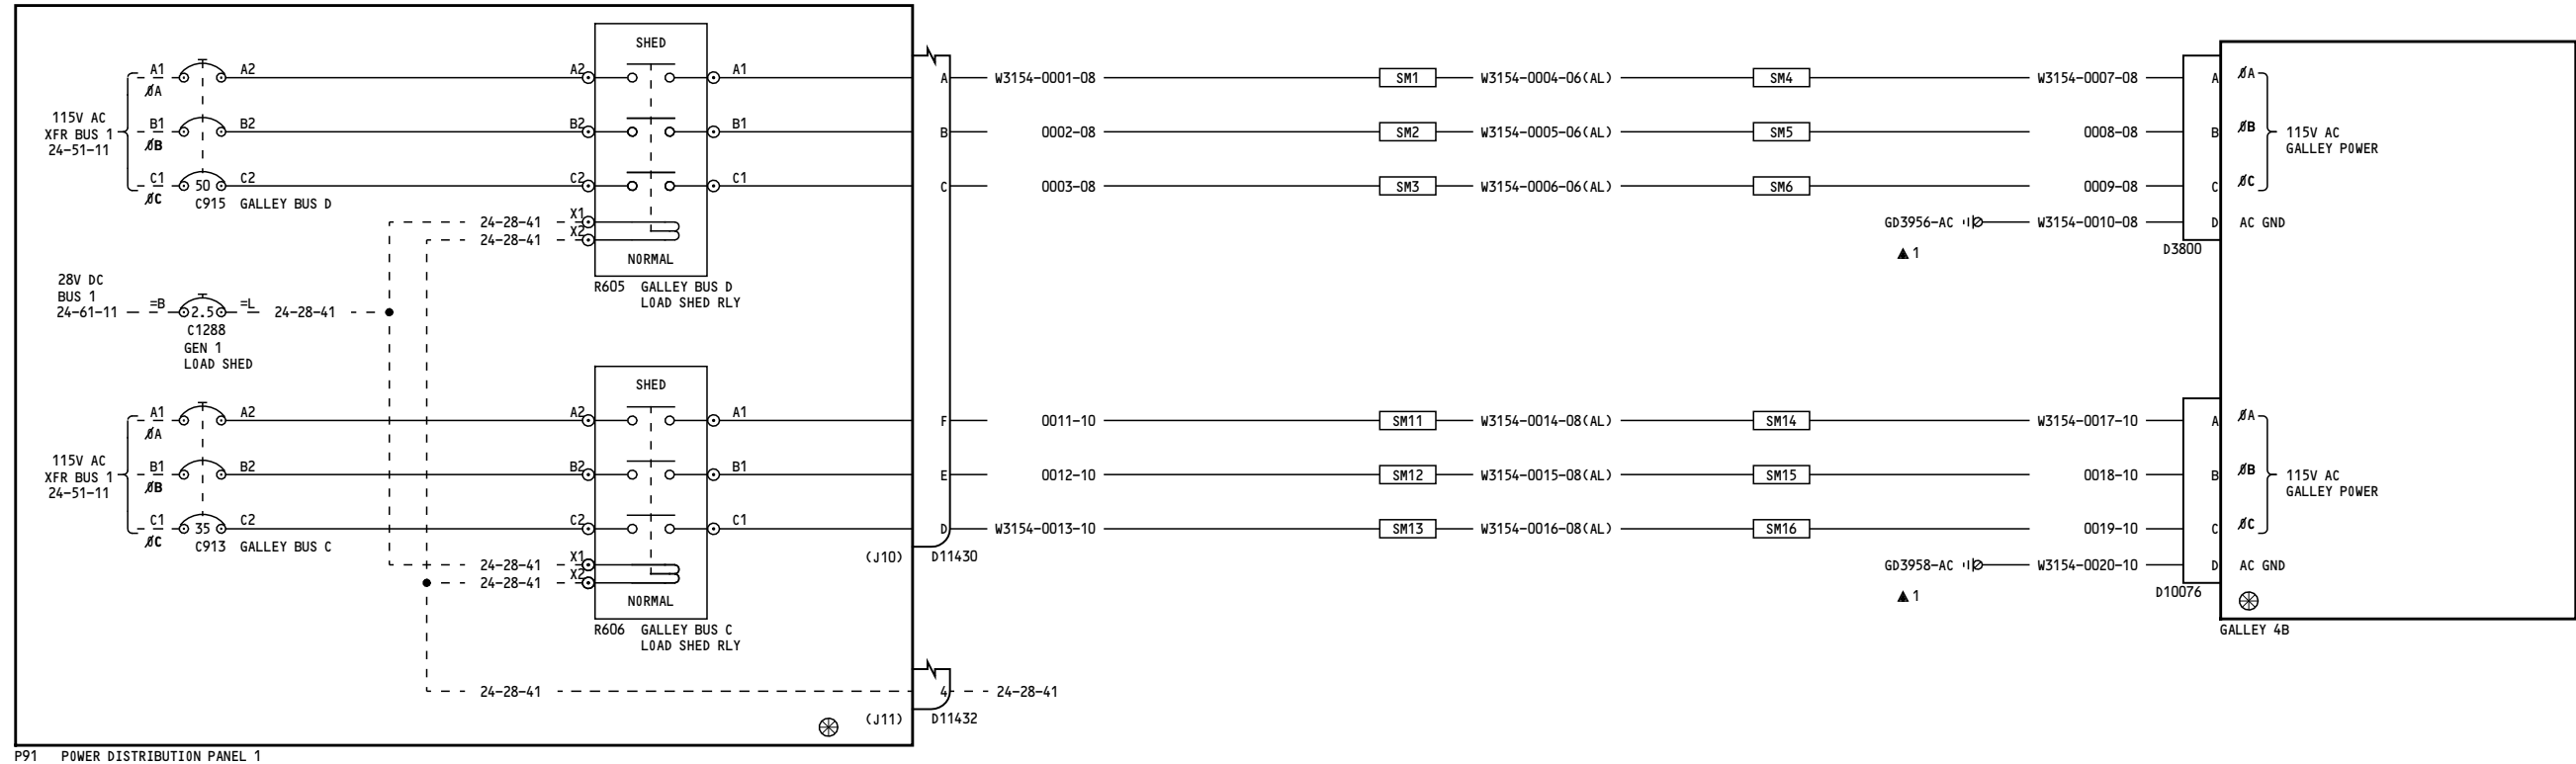 SHED
A1 A2 A2 A1 A W3154-0001-08 SM1 W3154-0004-06(AL) SM4 W3154-0007-08 A ØA
ØA
115V AC
XFR BUS 1
24-51-11
B1 B2 B2 B1 B 0002-08 SM2 W3154-0005-06(AL) SM5 0008-08 B ØB
ØB
115V AC
GALLEY POWER
C1 50 C2 C2 C1 C 0003-08 SM3 W3154-0006-06(AL) SM6 0009-08 C ØC
ØC
C915 GALLEY BUS D
24-28-41 X1
24-28-41 X2
GD3956-AC W3154-0010-08 D AC GND
1
D3800
NORMAL
R605 GALLEY BUS D
LOAD SHED RLY
28V DC
BUS 1
24-61-11 =B 2.5 =L 24-28-41
C1288
GEN 1
LOAD SHED
SHED
A1 A2 A2 A1 F 0011-10 SM11 W3154-0014-08(AL) SM14 W3154-0017-10 A ØA
ØA
115V AC
XFR BUS 1
24-51-11
B1 B2 B2 B1 E 0012-10 SM12 W3154-0015-08(AL) SM15 0018-10 B ØB
ØB
115V AC
GALLEY POWER
C1 35 C2 C2 C1 D W3154-0013-10 SM13 W3154-0016-08(AL) SM16 0019-10 C ØC
ØC
C913 GALLEY BUS C
(J10) D11430
24-28-41 X1
24-28-41 X2
GD3958-AC W3154-0020-10 D AC GND
1
D10076
NORMAL
R606 GALLEY BUS C
LOAD SHED RLY
GALLEY 4B
24-28-41 4 24-28-41
(J11) D11432
P91 POWER DISTRIBUTION PANEL 1